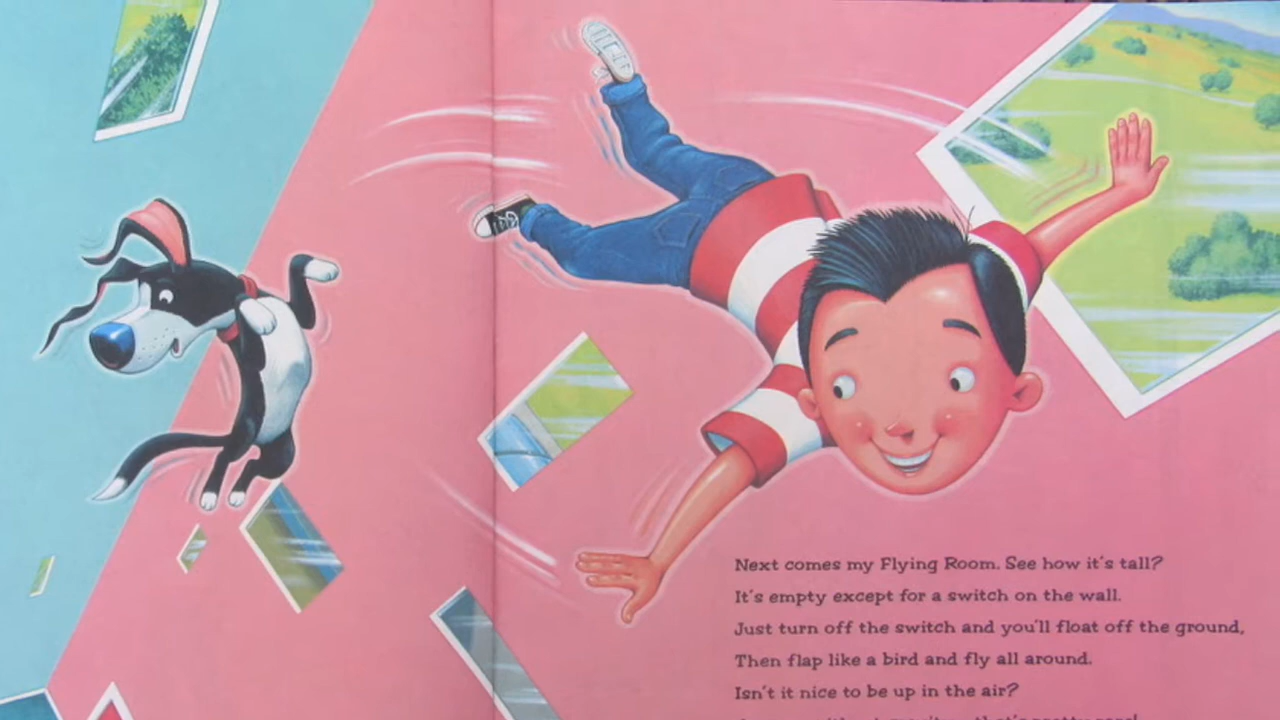 Next comes my Flying Room. See how it's tall?
It's empty except for a switch on the wall.
Just turn off the switch and you'll float off the ground,
Then flap like a bird and fly all around.
Isn't it nice to be up in the air?